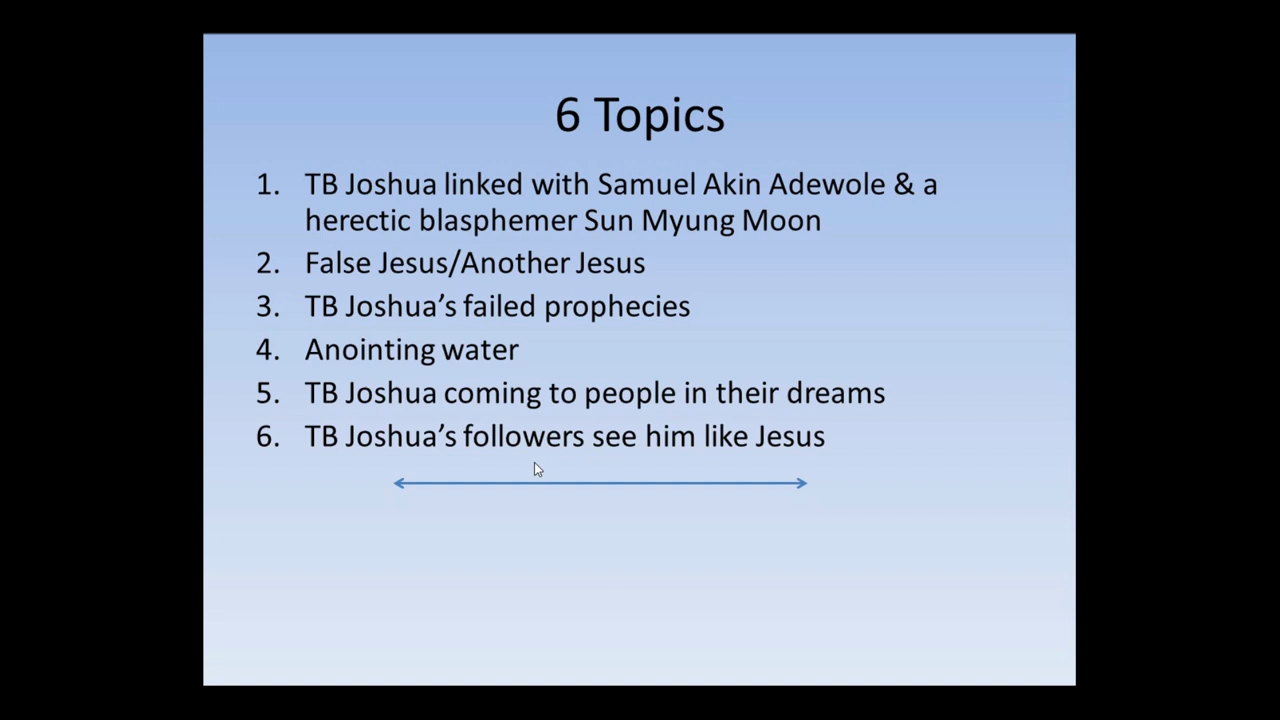 6 Topics
1. TB Joshua linked with Samuel Akin Adewole & a
herectic blasphemer Sun Myung Moon
2. False Jesus/Another Jesus
3. TB Joshua’s failed prophecies
4. Anointing water
5. TB Joshua coming to people in their dreams
6. TB Joshua’s followers see him like Jesus